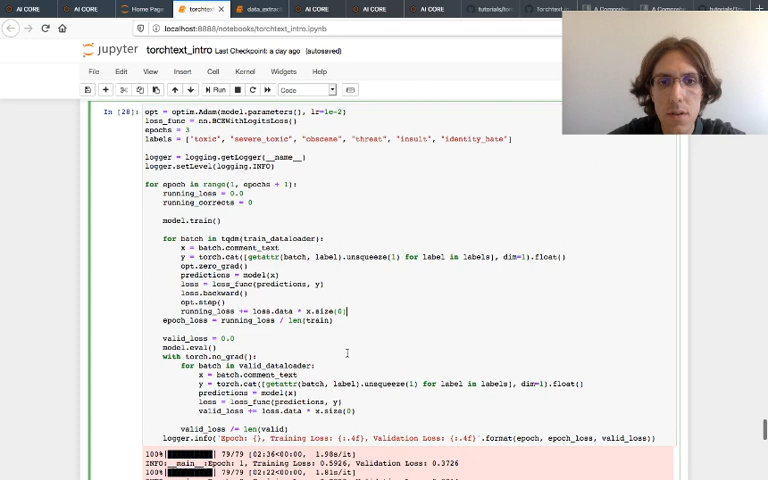 AI CORE
AI CORE
Home Page
torchtext_intro
data_extract
AI CORE
AI CORE
AI CORE
AI CORE
localhost:8888/notebooks/torchtext_intro.ipynb
jupyter torchtext_intro Last Checkpoint: a day ago (autosaved)
File Edit View Insert Cell Kernel Widgets Help
Run Code
In [28]: opt = optim.Adam(model.parameters(), lr=1e-2)
loss_func = nn.BCEWithLogitsLoss()
epochs = 3
labels = ['toxic', "severe_toxic", "obscene", "threat", "insult", "identity_hate"]
logger = logging.getLogger(__name__)
logger.setLevel(logging.INFO)
for epoch in range(1, epochs + 1):
running_loss = 0.0
running_corrects = 0
model.train()
for batch in tqdm(train_dataloader):
x = batch.comment_text
y = torch.cat([getattr(batch, label).unsqueeze(1) for label in labels], dim=1).float()
opt.zero_grad()
predictions = model(x)
loss = loss_func(predictions, y)
loss.backward()
opt.step()
running_loss += loss.data * x.size(0)
epoch_loss = running_loss / len(train)
valid_loss = 0.0
model.eval()
with torch.no_grad():
for batch in valid_dataloader:
x = batch.comment_text
y = torch.cat([getattr(batch, label).unsqueeze(1) for label in labels], dim=1).float()
predictions = model(x)
loss = loss_func(predictions, y)
valid_loss += loss.data * x.size(0)
valid_loss /= len(valid)
logger.info('Epoch: {}, Training Loss: {:.4f}, Validation Loss: {:.4f}'.format(epoch, epoch_loss, valid_loss))
100%| | 79/79 [02:36<00:00, 1.98s/it]
INFO:__main__:Epoch: 1, Training Loss: 0.5926, Validation Loss: 0.3726
100%| | 79/79 [02:22<00:00, 1.81s/it]